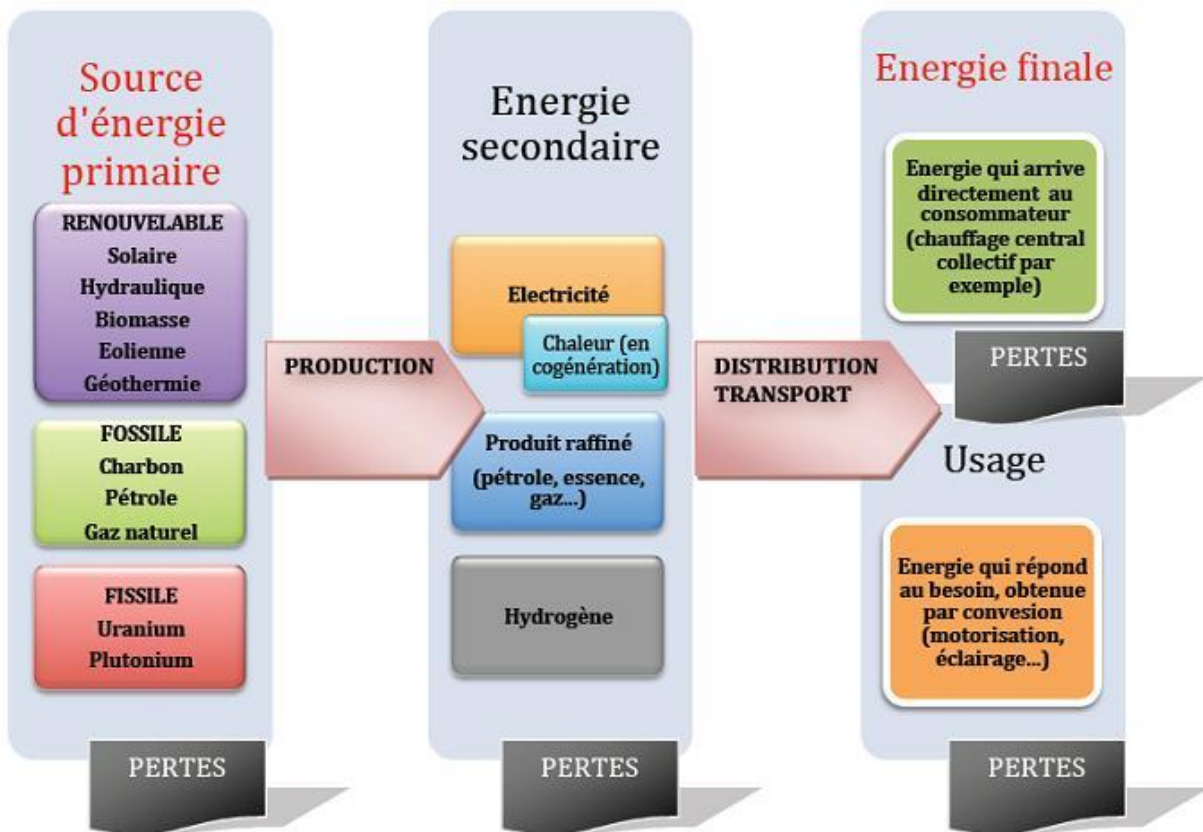 Source
d'énergie
primaire
RENOUVELABLE
Solaire
Hydraulique
Biomasse
Eolienne
Géothermie
FOSSILE
Charbon
Pétrole
Gaz naturel
FISSILE
Uranium
Plutonium
PERTES
PRODUCTION
Energie
secondaire
Electricité
Chaleur (en
cogénération)
Produit raffiné
(pétrole, essence,
gaz...)
Hydrogène
PERTES
DISTRIBUTION
TRANSPORT
Energie finale
Energie qui arrive
directement au
consommateur
(chauffage central
collectif par
exemple)
PERTES
Usage
Energie qui répond
au besoin, obtenue
par convesion
(motorisation,
éclairage...)
PERTES